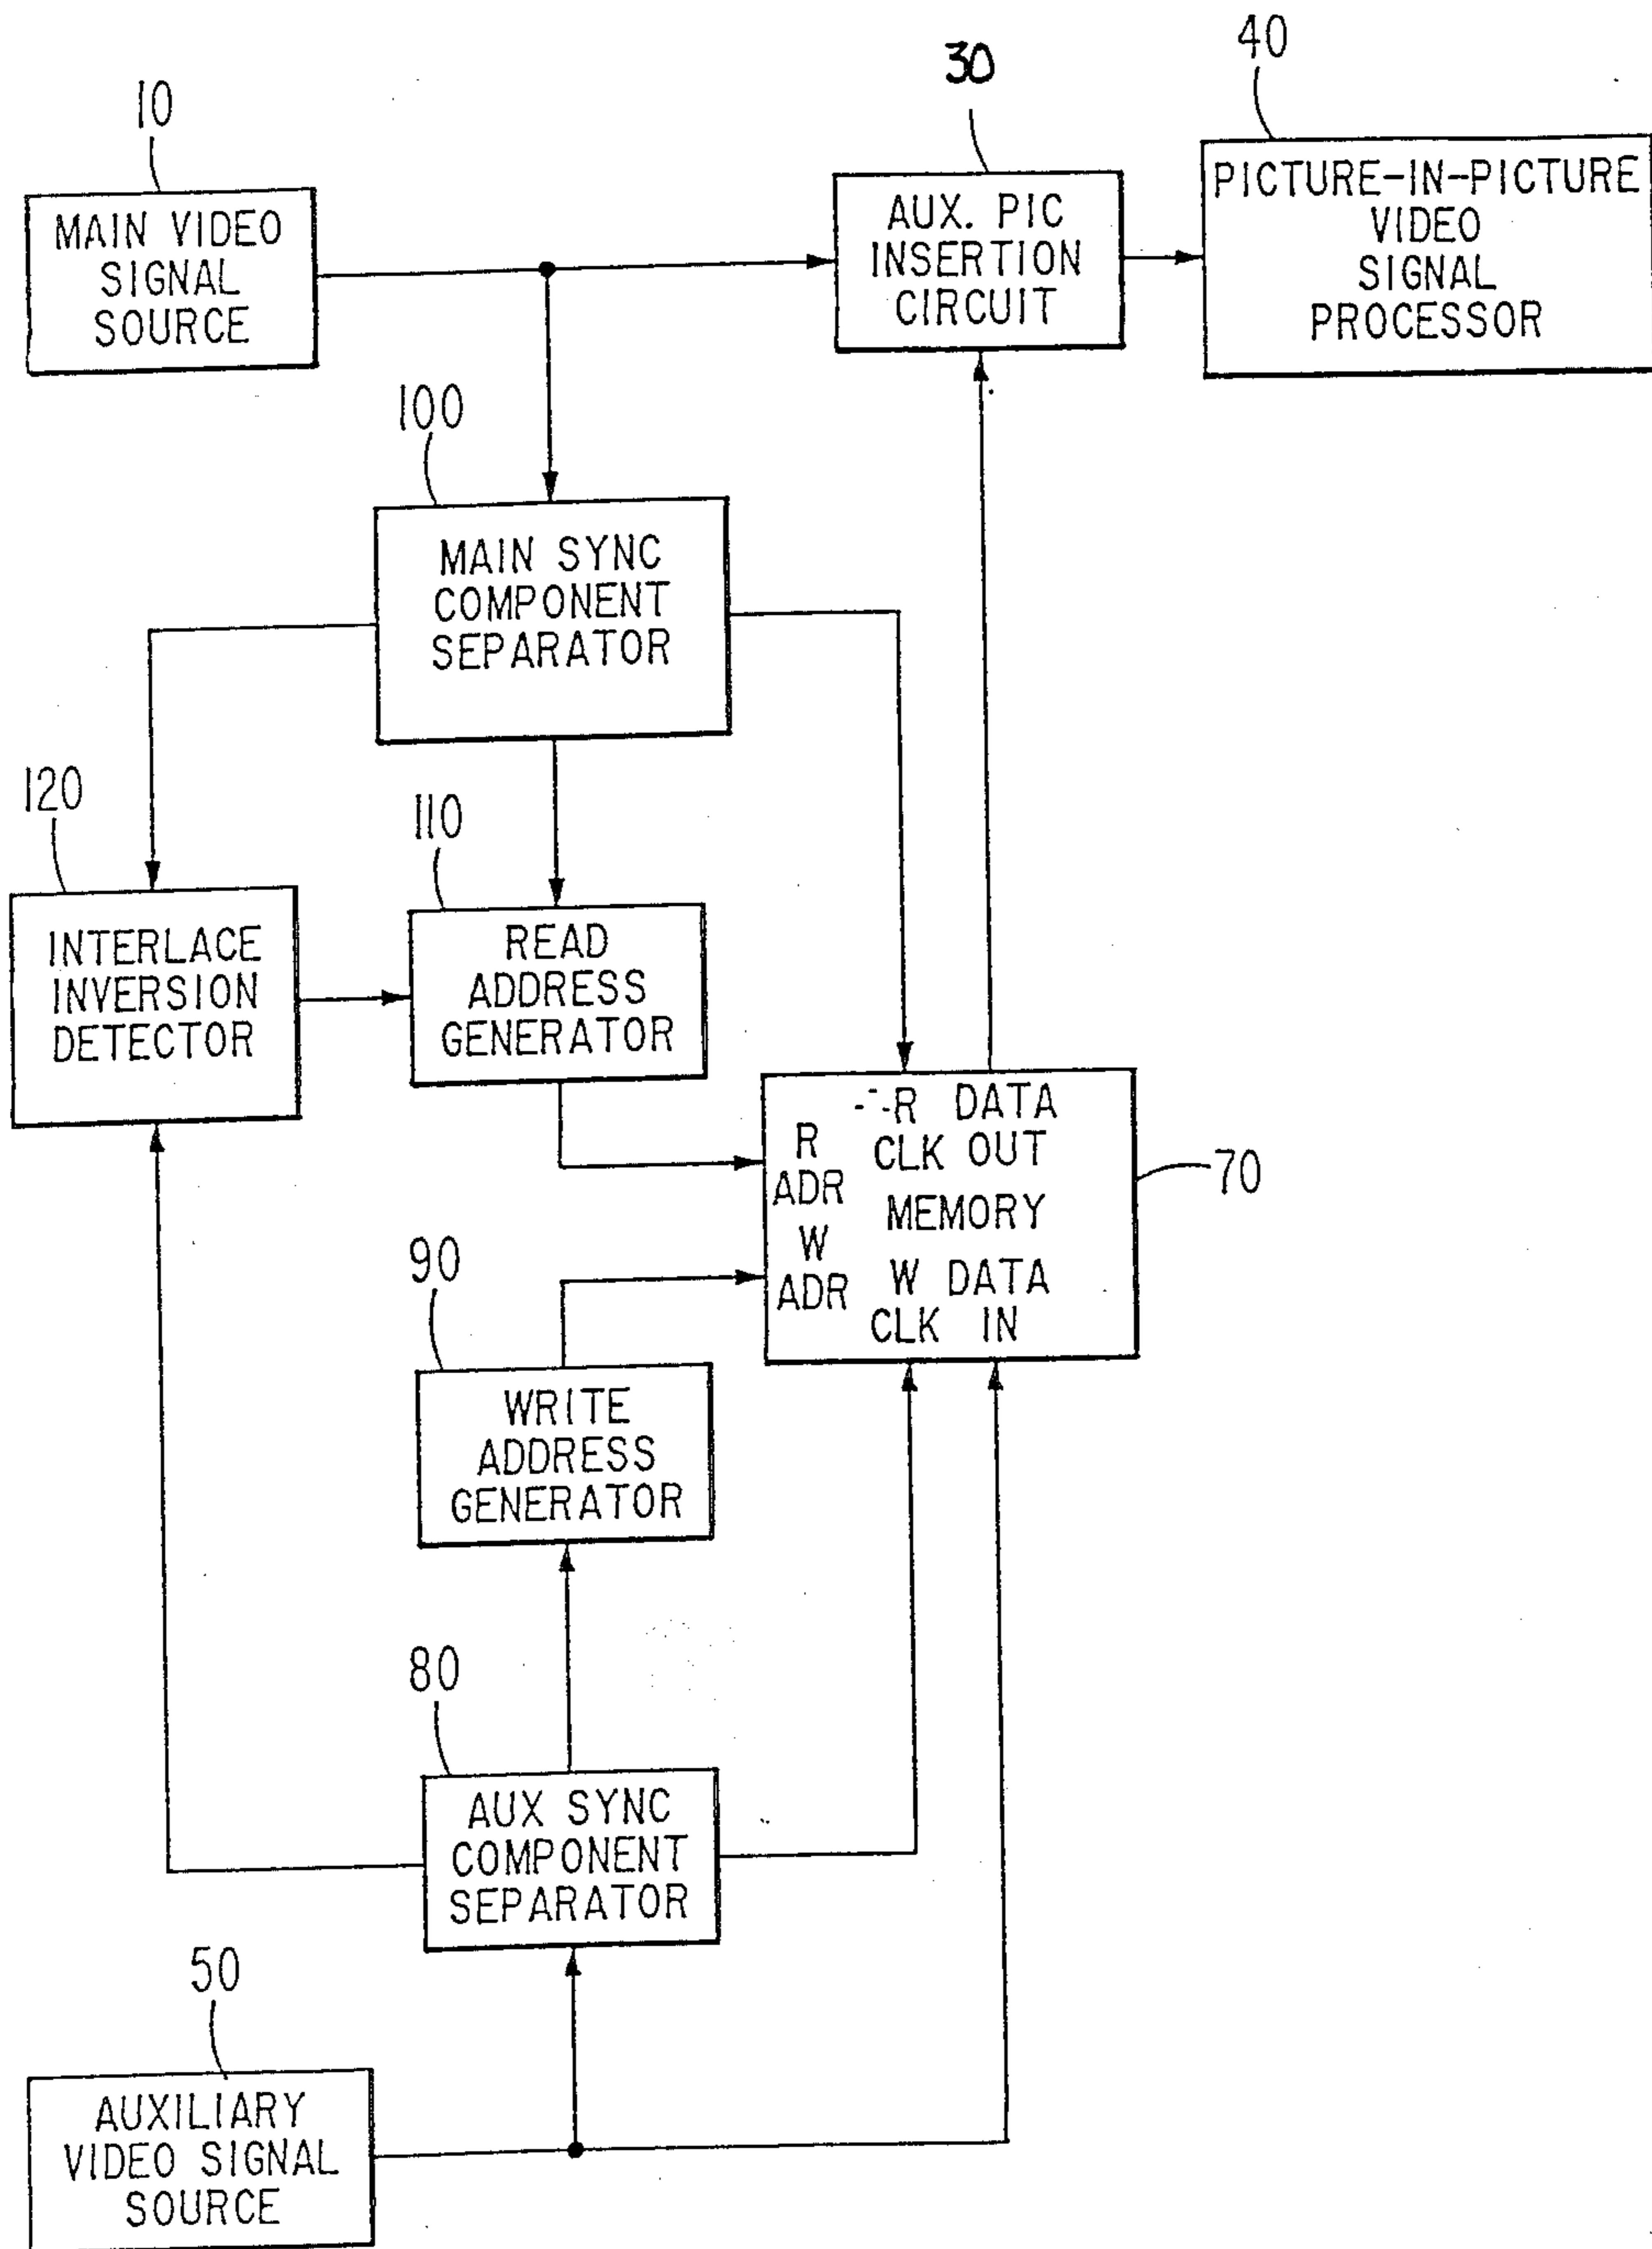 10
MAIN VIDEO
SIGNAL
SOURCE
30
AUX. PIC
INSERTION
CIRCUIT
40
PICTURE-IN-PICTURE
VIDEO
SIGNAL
PROCESSOR
100
MAIN SYNC
COMPONENT
SEPARATOR
120
INTERLACE
INVERSION
DETECTOR
110
READ
ADDRESS
GENERATOR
R
ADR
W
ADR
R DATA
CLK OUT
MEMORY
W DATA
CLK IN
70
90
WRITE
ADDRESS
GENERATOR
80
AUX SYNC
COMPONENT
SEPARATOR
50
AUXILIARY
VIDEO SIGNAL
SOURCE